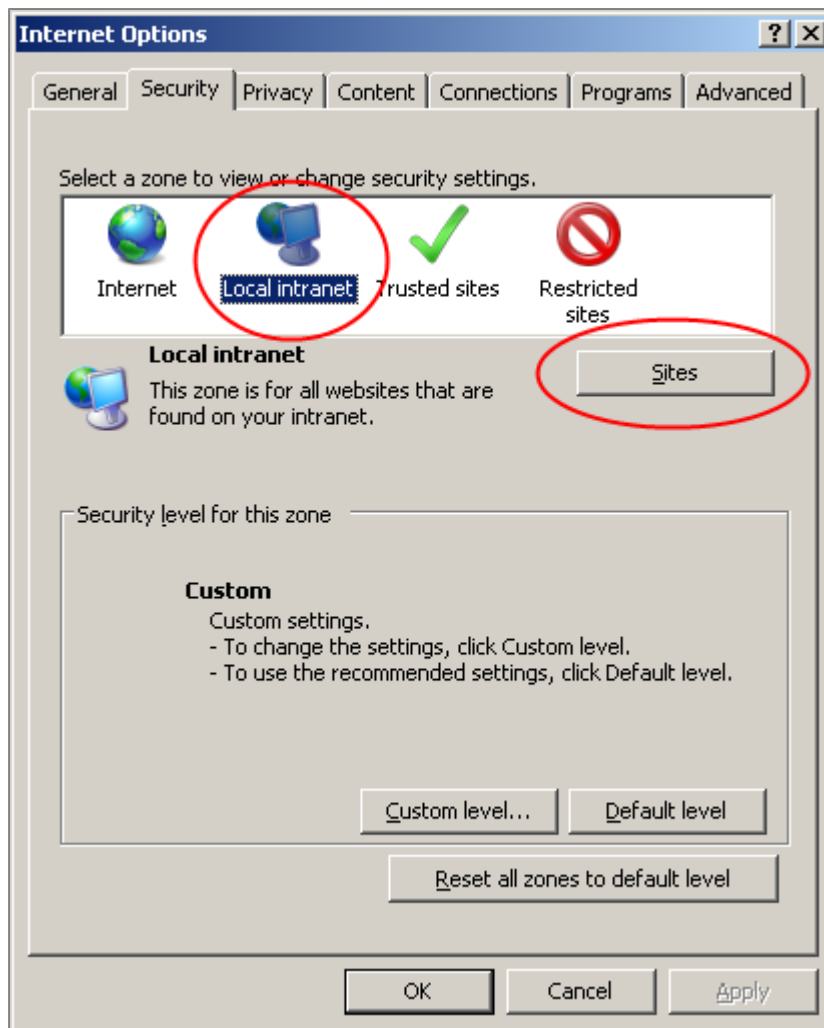 Internet Options
General Security Privacy Content Connections Programs Advanced
Select a zone to view or change security settings.
Internet Local intranet Trusted sites Restricted
sites
Local intranet
Sites
This zone is for all websites that are
found on your intranet.
Security level for this zone
Custom
Custom settings.
- To change the settings, click Custom level.
- To use the recommended settings, click Default level.
Custom level... Default level
Reset all zones to default level
OK Cancel Apply